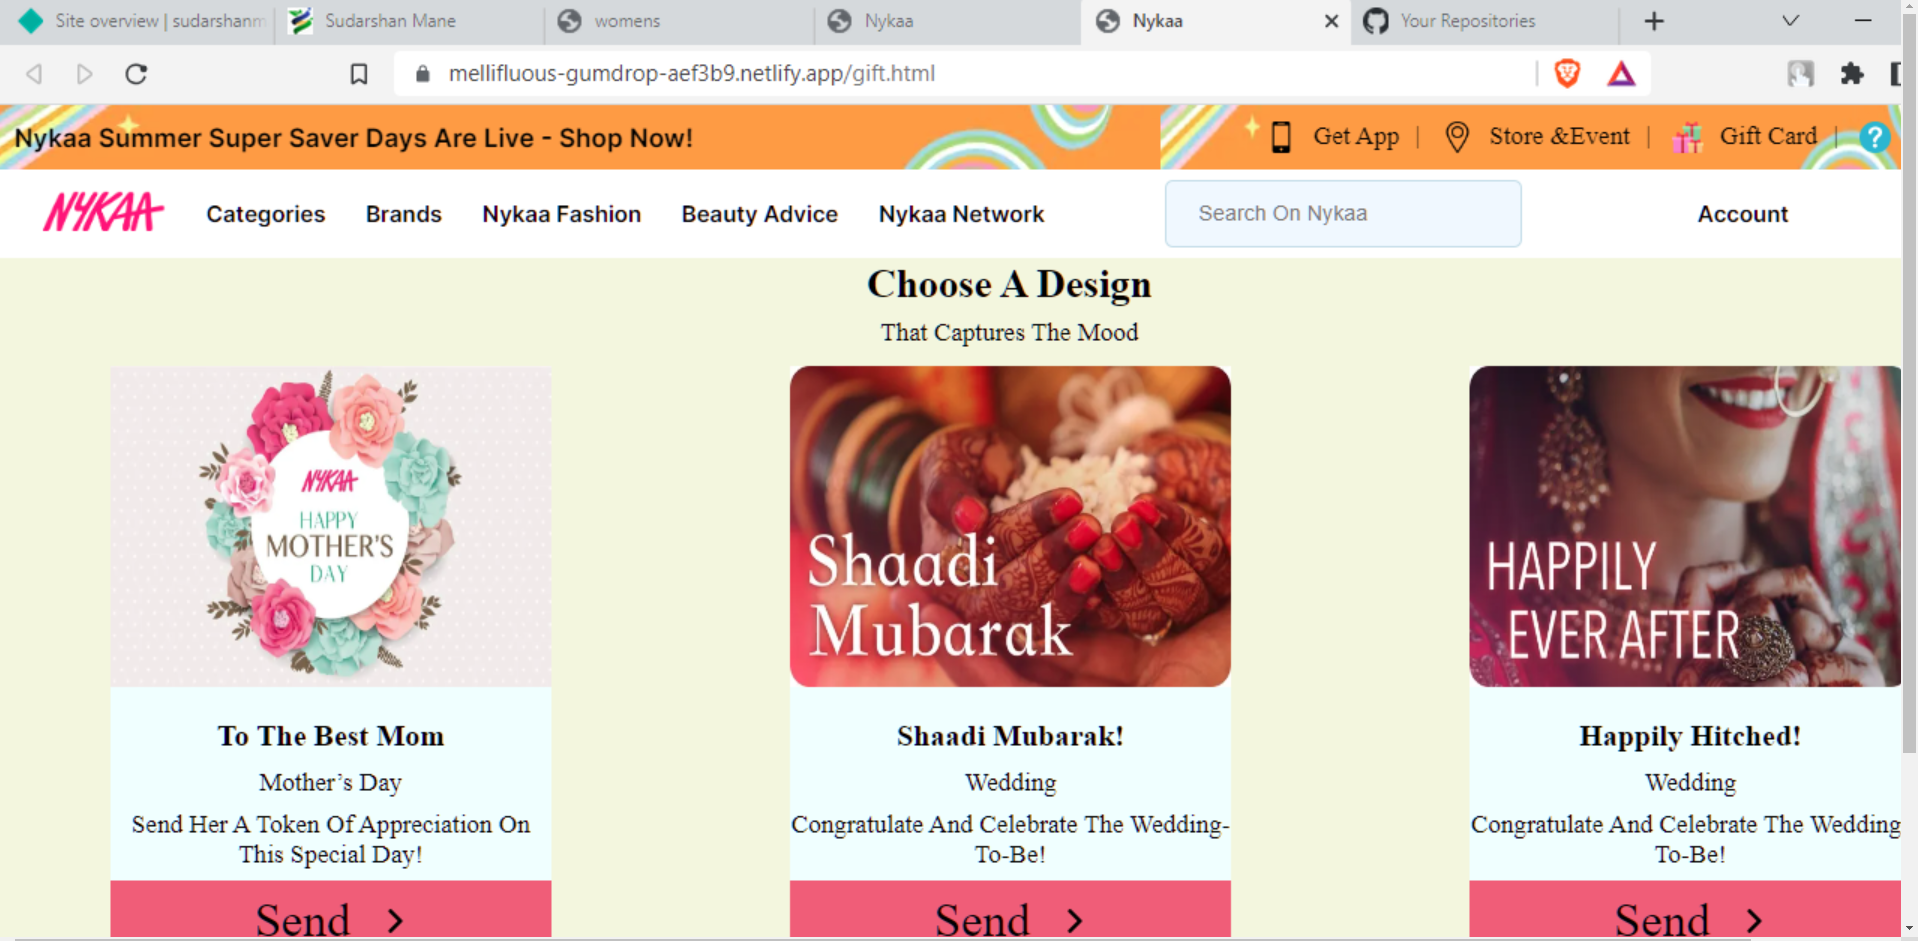 Site overview | sudarshanm
Sudarshan Mane
womens
Nykaa
Nykaa
Your Repositories
mellifluous-gumdrop-aef3b9.netlify.app/gift.html
Nykaa Summer Super Saver Days Are Live - Shop Now!
Get App |
Store &Event |
Gift Card |
?
NYKAA
Categories
Brands
Nykaa Fashion
Beauty Advice
Nykaa Network
Search On Nykaa
Account
Choose A Design
That Captures The Mood
NYKAA
HAPPY
MOTHER'S
DAY
Shaadi
Mubarak
HAPPILY
EVER AFTER
To The Best Mom
Mother’s Day
Send Her A Token Of Appreciation On
This Special Day!
Send
Shaadi Mubarak!
Wedding
Congratulate And Celebrate The Wedding-
To-Be!
Send
Happily Hitched!
Wedding
Congratulate And Celebrate The Wedding
To-Be!
Send